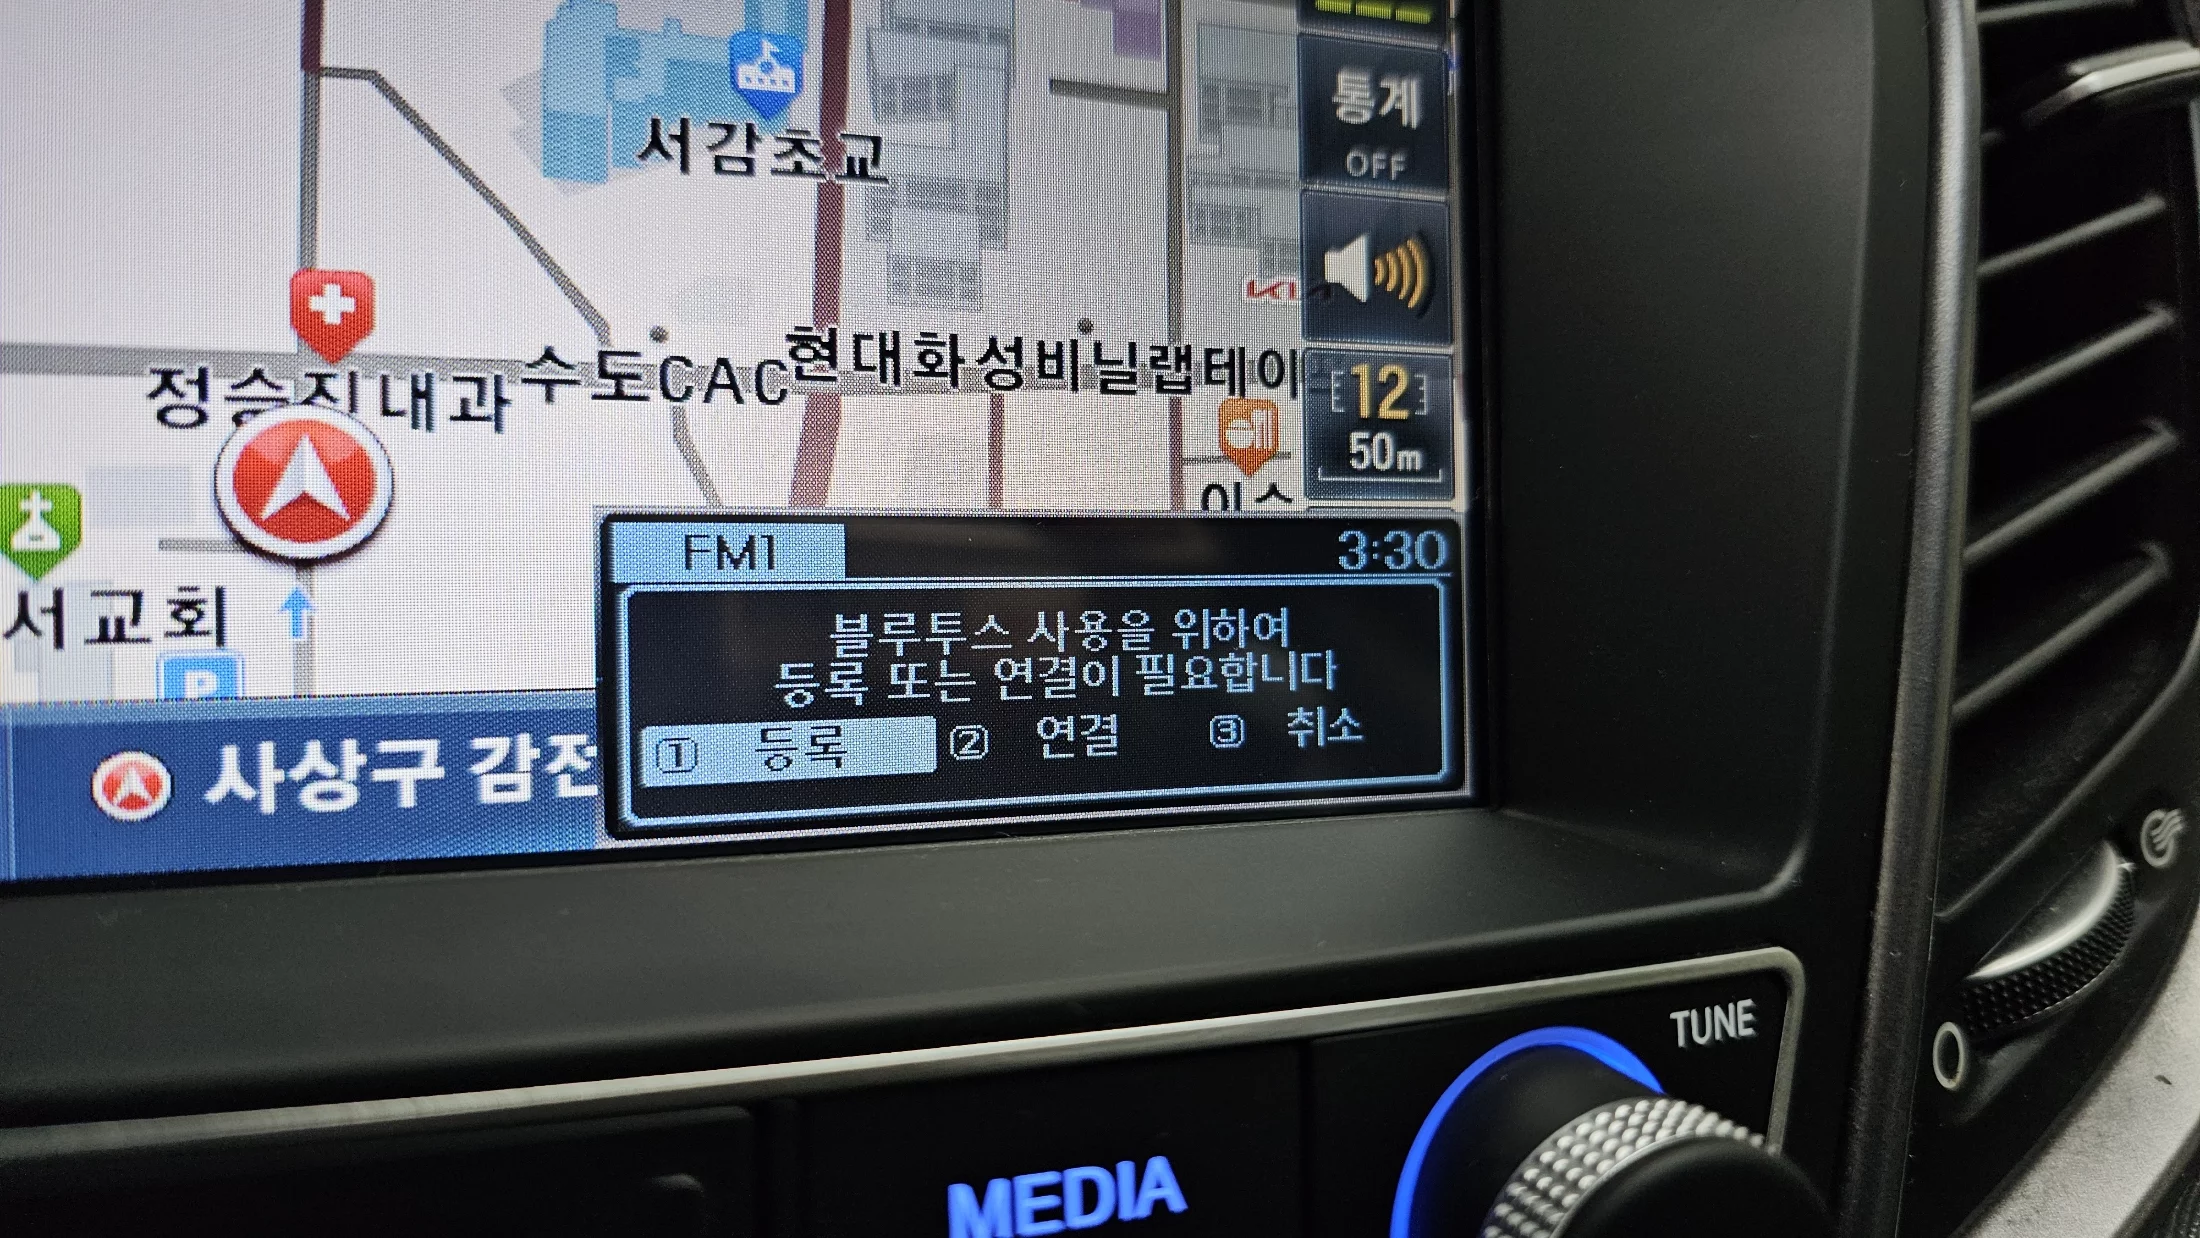 서감초교
통계
OFF
KIA
정승진내과
수도CAC
현대화성비닐랩테이
12
50m
서교회
P
FM1
3:30
블루투스 사용을 위하여
등록 또는 연결이 필요합니다
① 등록 ② 연결 ③ 취소
사상구 감전
TUNE
MEDIA